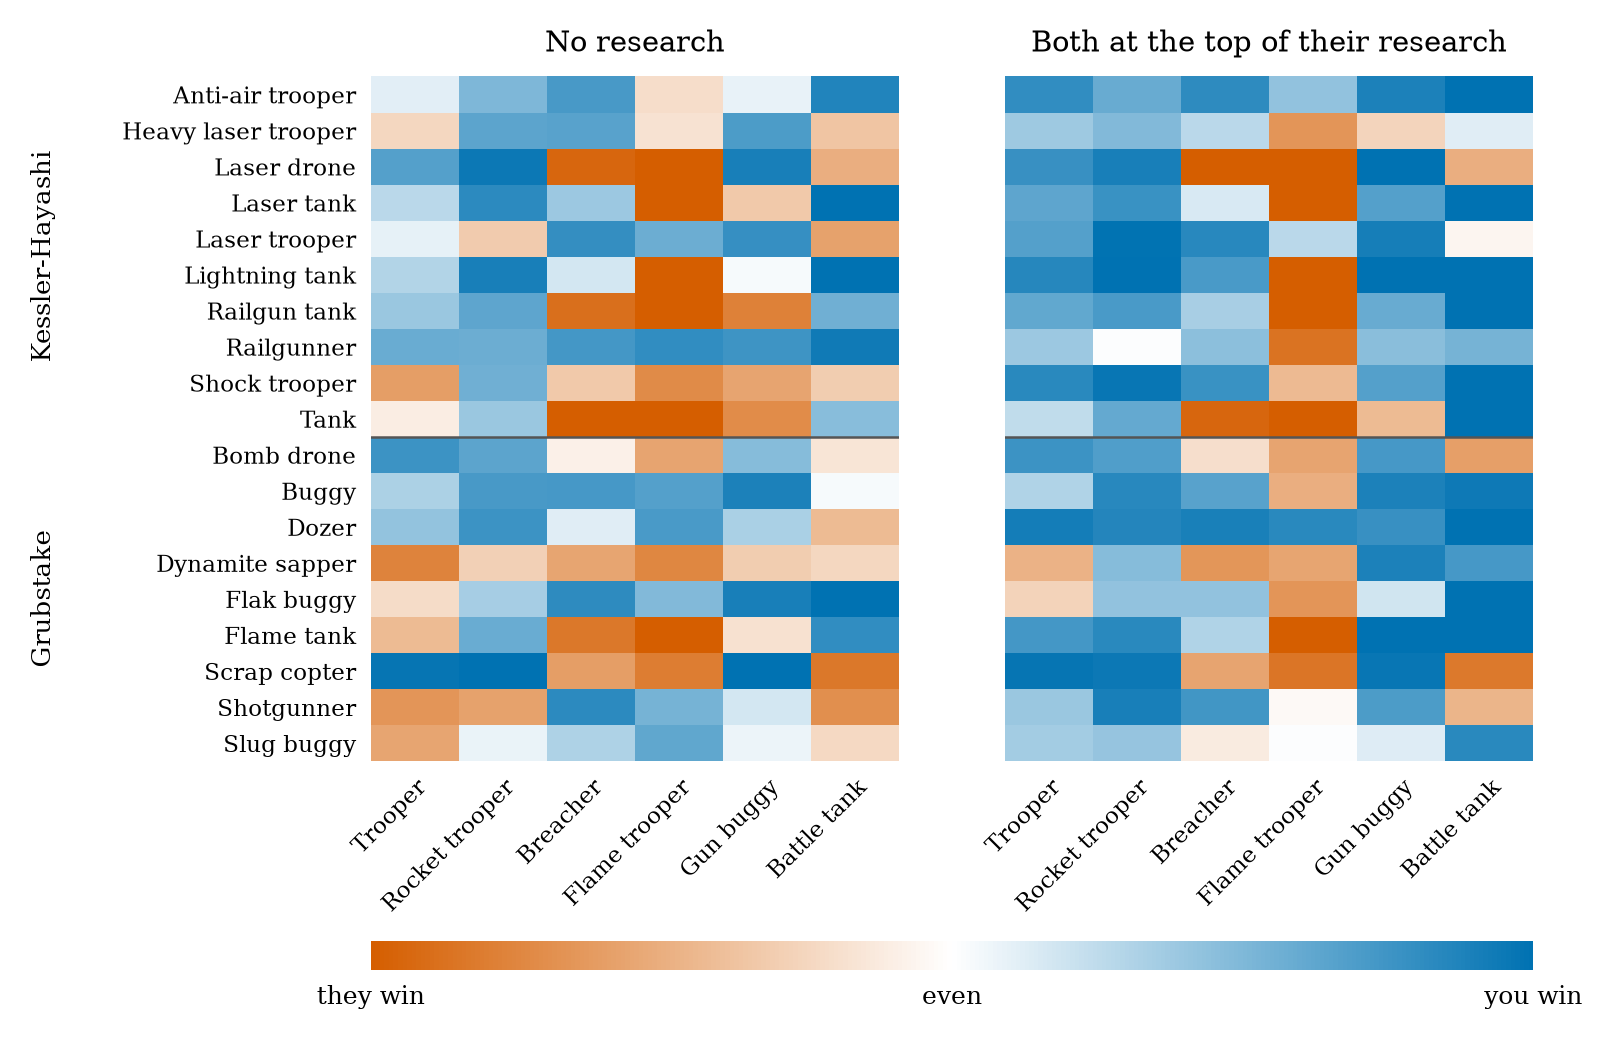 No research
Both at the top of their research
Kessler-Hayashi
Anti-air trooper
Heavy laser trooper
Laser drone
Laser tank
Laser trooper
Lightning tank
Railgun tank
Railgunner
Shock trooper
Tank
Grubstake
Bomb drone
Buggy
Dozer
Dynamite sapper
Flak buggy
Flame tank
Scrap copter
Shotgunner
Slug buggy
Trooper
Rocket trooper
Breacher
Flame trooper
Gun buggy
Battle tank
Trooper
Rocket trooper
Breacher
Flame trooper
Gun buggy
Battle tank
they win
even
you win